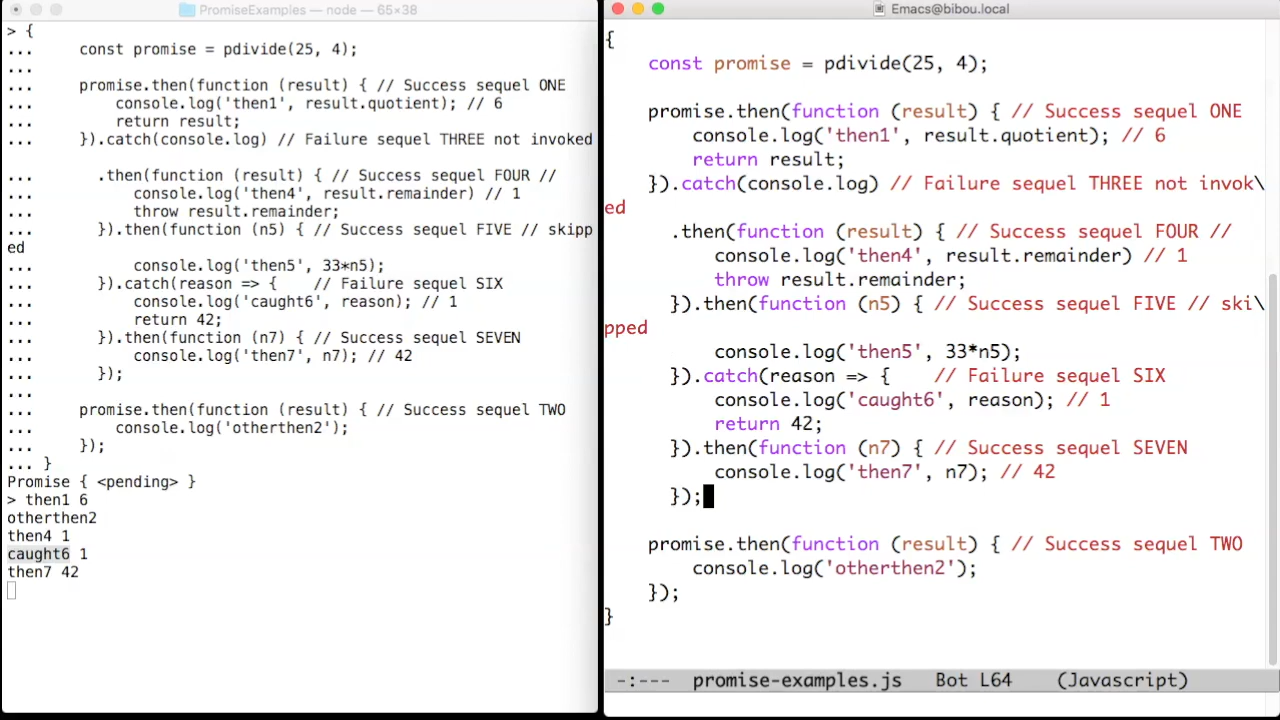 PromiseExamples — node — 65×38
> {
...     const promise = pdivide(25, 4);
...
...     promise.then(function (result) { // Success sequel ONE
...         console.log('then1', result.quotient); // 6
...         return result;
...     }).catch(console.log) // Failure sequel THREE not invoked
...       .then(function (result) { // Success sequel FOUR //
...           console.log('then4', result.remainder) // 1
...           throw result.remainder;
...       }).then(function (n5) { // Success sequel FIVE // skipp
ed
...           console.log('then5', 33*n5);
...       }).catch(reason => {    // Failure sequel SIX
...           console.log('caught6', reason); // 1
...           return 42;
...       }).then(function (n7) { // Success sequel SEVEN
...           console.log('then7', n7); // 42
...       });
...
...     promise.then(function (result) { // Success sequel TWO
...         console.log('otherthen2');
...     });
... }
Promise { <pending> }
> then1 6
otherthen2
then4 1
caught6 1
then7 42
Emacs@bibou.local
{
    const promise = pdivide(25, 4);
    promise.then(function (result) { // Success sequel ONE
        console.log('then1', result.quotient); // 6
        return result;
    }).catch(console.log) // Failure sequel THREE not invok\
ed
      .then(function (result) { // Success sequel FOUR //
          console.log('then4', result.remainder) // 1
          throw result.remainder;
      }).then(function (n5) { // Success sequel FIVE // ski\
pped
          console.log('then5', 33*n5);
      }).catch(reason => {    // Failure sequel SIX
          console.log('caught6', reason); // 1
          return 42;
      }).then(function (n7) { // Success sequel SEVEN
          console.log('then7', n7); // 42
      });
    promise.then(function (result) { // Success sequel TWO
        console.log('otherthen2');
    });
}
-:---  promise-examples.js   Bot L64    (Javascript)